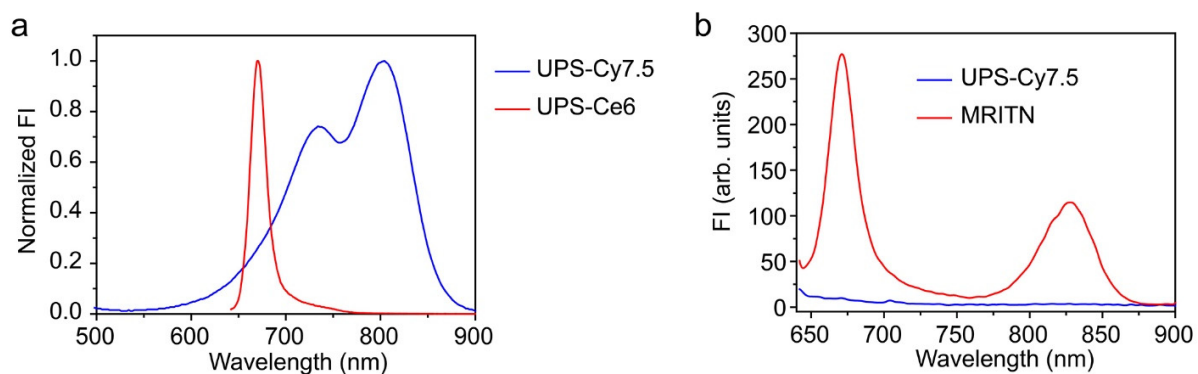 a
Normalized FI
1.0
0.8
0.6
0.4
0.2
0.0
500 600 700 800 900
Wavelength (nm)
UPS-Cy7.5
UPS-Ce6
b
FI (arb. units)
300
250
200
150
100
50
0
650 700 750 800 850 900
Wavelength (nm)
UPS-Cy7.5
MRITN